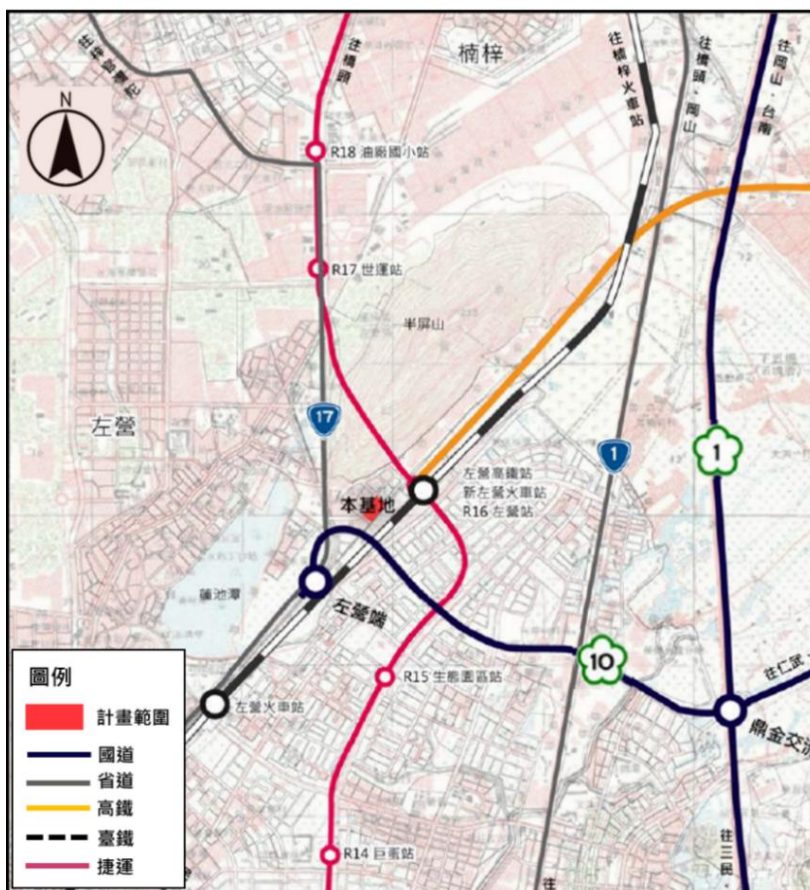 楠梓
往橋頭
往楠梓火車站
往橋頭、岡山
往岡山、台南
N
R18 油廠國小站
R17 世運站
半屏山
左營
17
1
1
左營高鐵站
新左營火車站
R16 左營站
本基地
蓮池潭
左營端
10
往仁武
R15 生態園區站
左營火車站
鼎金交流
圖例
計畫範圍
國道
省道
高鐵
臺鐵
捷運
R14 巨蛋站
往三民
往